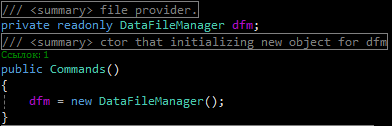 /// <summary> file provider.
private readonly DataFileManager dfm;
/// <summary> ctor that initializing new object for dfm
Ссылок: 1
public Commands()
{
dfm = new DataFileManager();
}